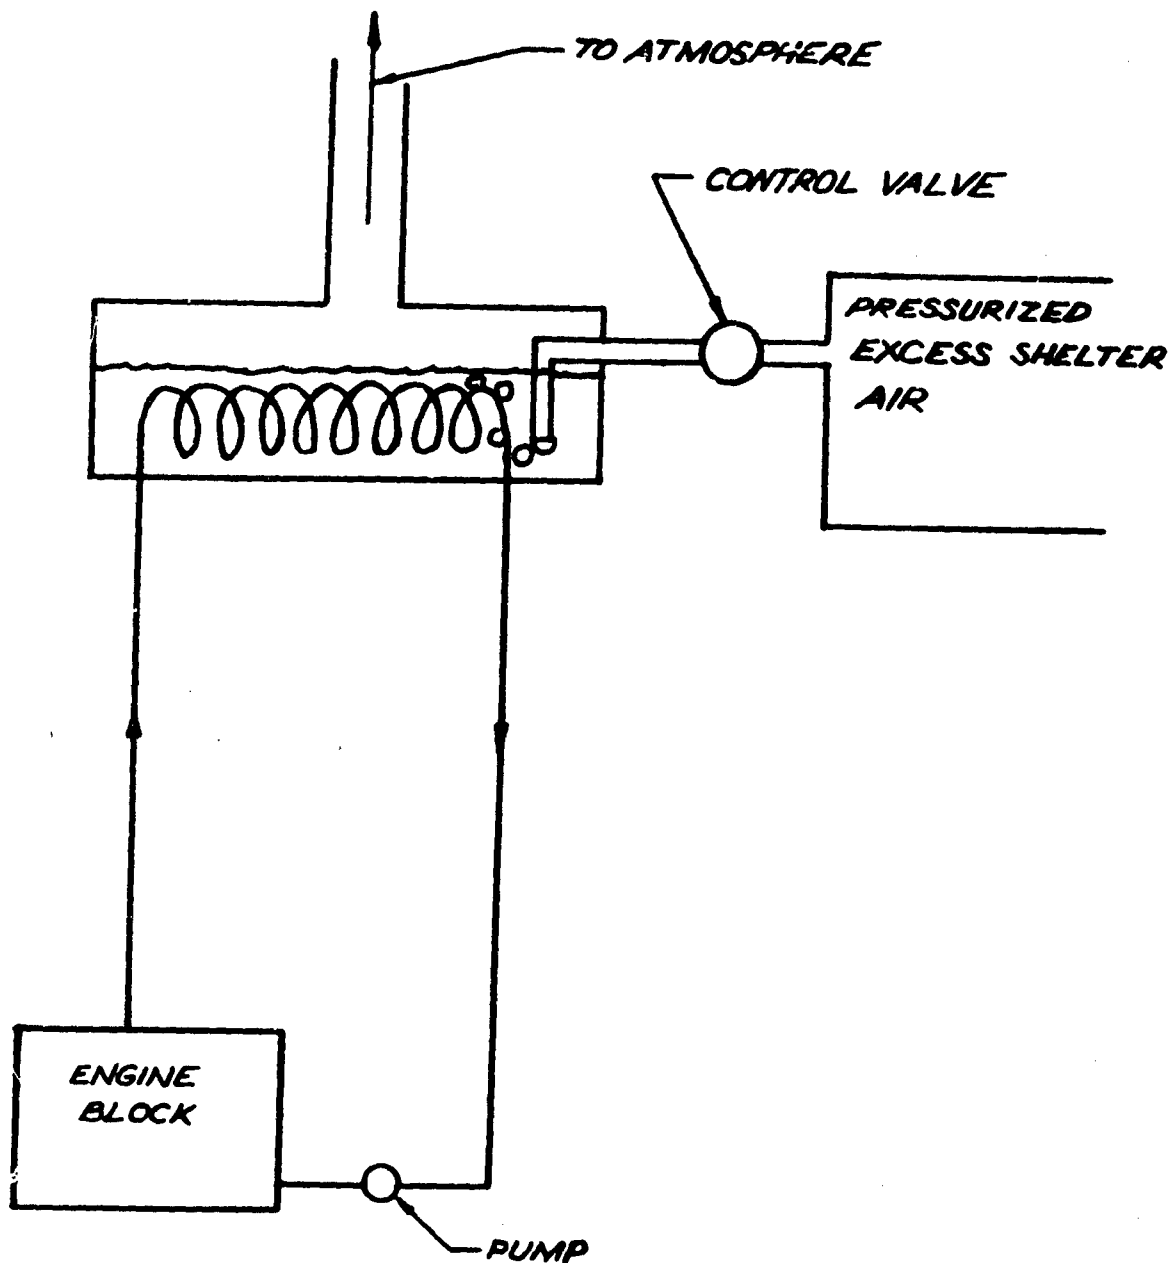 TO ATMOSPHERE
CONTROL VALVE
PRESSURIZED
EXCESS SHELTER
AIR
ENGINE
BLOCK
PUMP